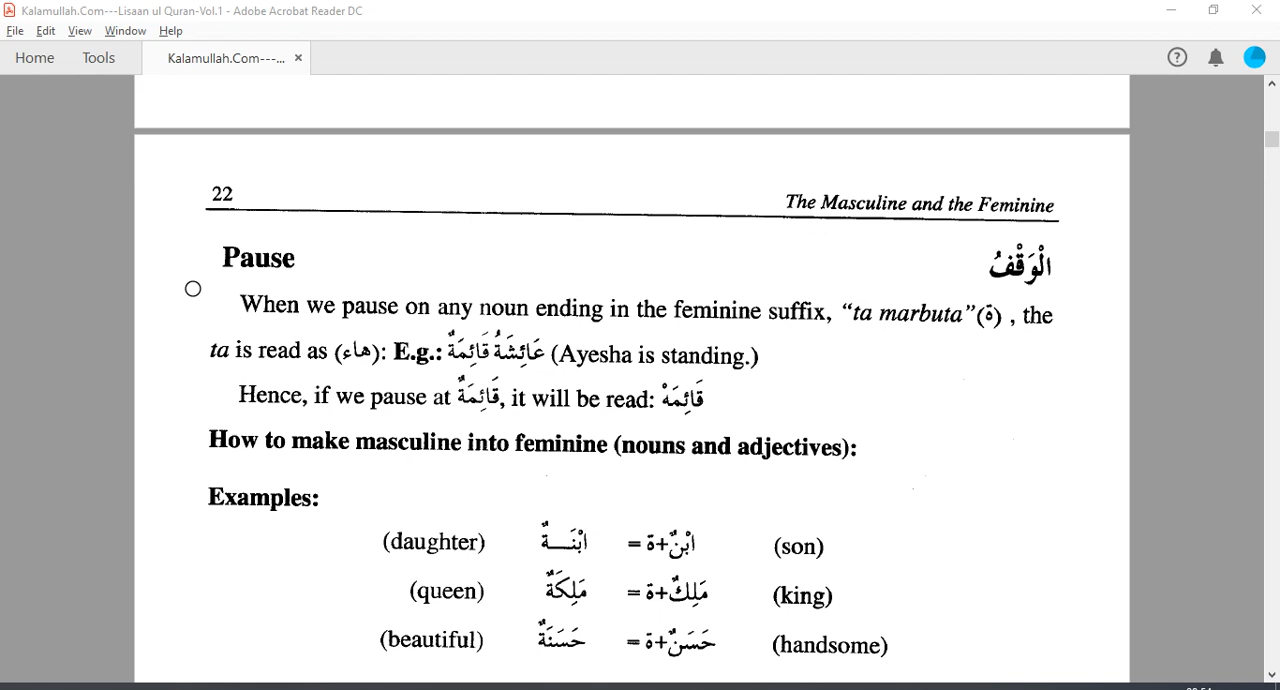 Kalamullah.Com---Lisaan ul Quran-Vol.1 - Adobe Acrobat Reader DC
File Edit View Window Help
Home Tools Kalamullah.Com---... ×
22 The Masculine and the Feminine
Pause الْوَقْفُ
When we pause on any noun ending in the feminine suffix, “ta marbuta”(ة) , the
ta is read as (هاء): E.g.: عَائِشَةُ قَائِمَةٌ (Ayesha is standing.)
Hence, if we pause at قَائِمَةٌ, it will be read: قَائِمَهْ
How to make masculine into feminine (nouns and adjectives):
Examples:
(daughter) ابْنَـــةٌ = ابْنٌ+ة (son)
(queen) مَلِكَةٌ = مَلِكٌ+ة (king)
(beautiful) حَسَنَةٌ = حَسَنٌ+ة (handsome)